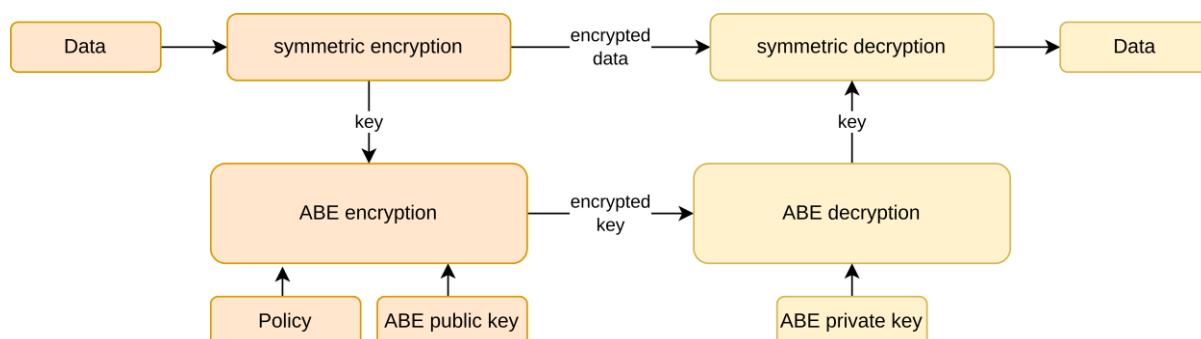 Data
symmetric encryption
encrypted
data
symmetric decryption
Data
key
key
ABE encryption
encrypted
key
ABE decryption
Policy
ABE public key
ABE private key